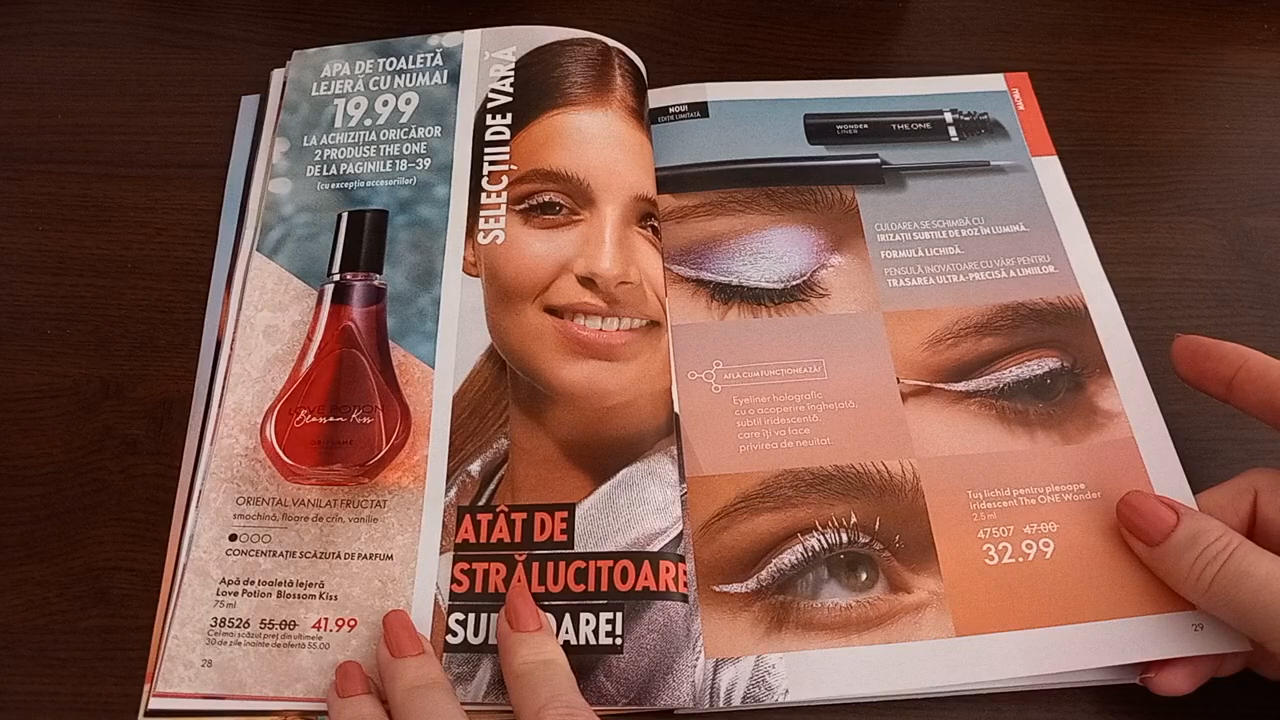 APA DE TOALETĂ
LEJERĂ CU NUMAI
19.99
LA ACHIZIȚIA ORICĂROR
2 PRODUSE THE ONE
DE LA PAGINILE 18–39
(cu excepția accesoriilor)
LOVE POTION
Blossom Kiss
ORIFLAME
ORIENTAL VANILAT FRUCTAT
smochină, floare de crin, vanilie
CONCENTRAȚIE SCĂZUTĂ DE PARFUM
Apă de toaletă lejeră
Love Potion Blossom Kiss
75 ml
38526 55.00 41.99
Cel mai scăzut preț din ultimele
30 de zile înainte de ofertă 55.00
28
SELECȚII DE VARĂ
ATÂT DE
STRĂLUCITOARE
!
NOU!
EDIȚIE LIMITATĂ
WONDER
LINER
THE ONE
MACHIAJ
CULOAREA SE SCHIMBĂ CU
IRIZAȚII SUBTILE DE ROZ ÎN LUMINĂ.
FORMULĂ LICHIDĂ.
PENSULĂ INOVATOARE CU VÂRF PENTRU
TRASAREA ULTRA-PRECISĂ A LINIILOR.
AFLĂ CUM FUNCȚIONEAZĂ!
Eyeliner holografic
cu o acoperire înghețată,
subtil iridescentă,
care îți va face
privirea de neuitat.
Tuș lichid pentru pleoape
Iridescent The ONE Wonder
2.5 ml
47507 47.00
32.99
29